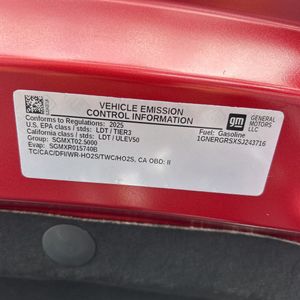 VEHICLE EMISSION
CONTROL INFORMATION
Conforms to Regulations: 2025
U.S. EPA class / stds: LDT / TIER3
California class / stds: LDT / ULEV50
Group: SGMXT02.5000
Evap: SGMXR015740B
TC/CAC/DFI/WR-HO2S/TWC/HO2S, CA OBD: II
Fuel: Gasoline
1GNERGRSXSJ243716
gm
GENERAL
MOTORS
LLC